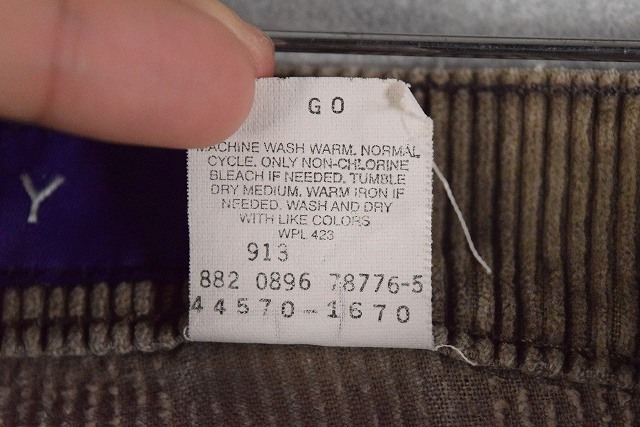 GO
MACHINE WASH WARM. NORMAL
CYCLE. ONLY NON-CHLORINE
BLEACH IF NEEDED. TUMBLE
DRY MEDIUM. WARM IRON IF
NEEDED. WASH AND DRY
WITH LIKE COLORS
WPL 423
913
882 0896 78776-5
44570-1670
Y